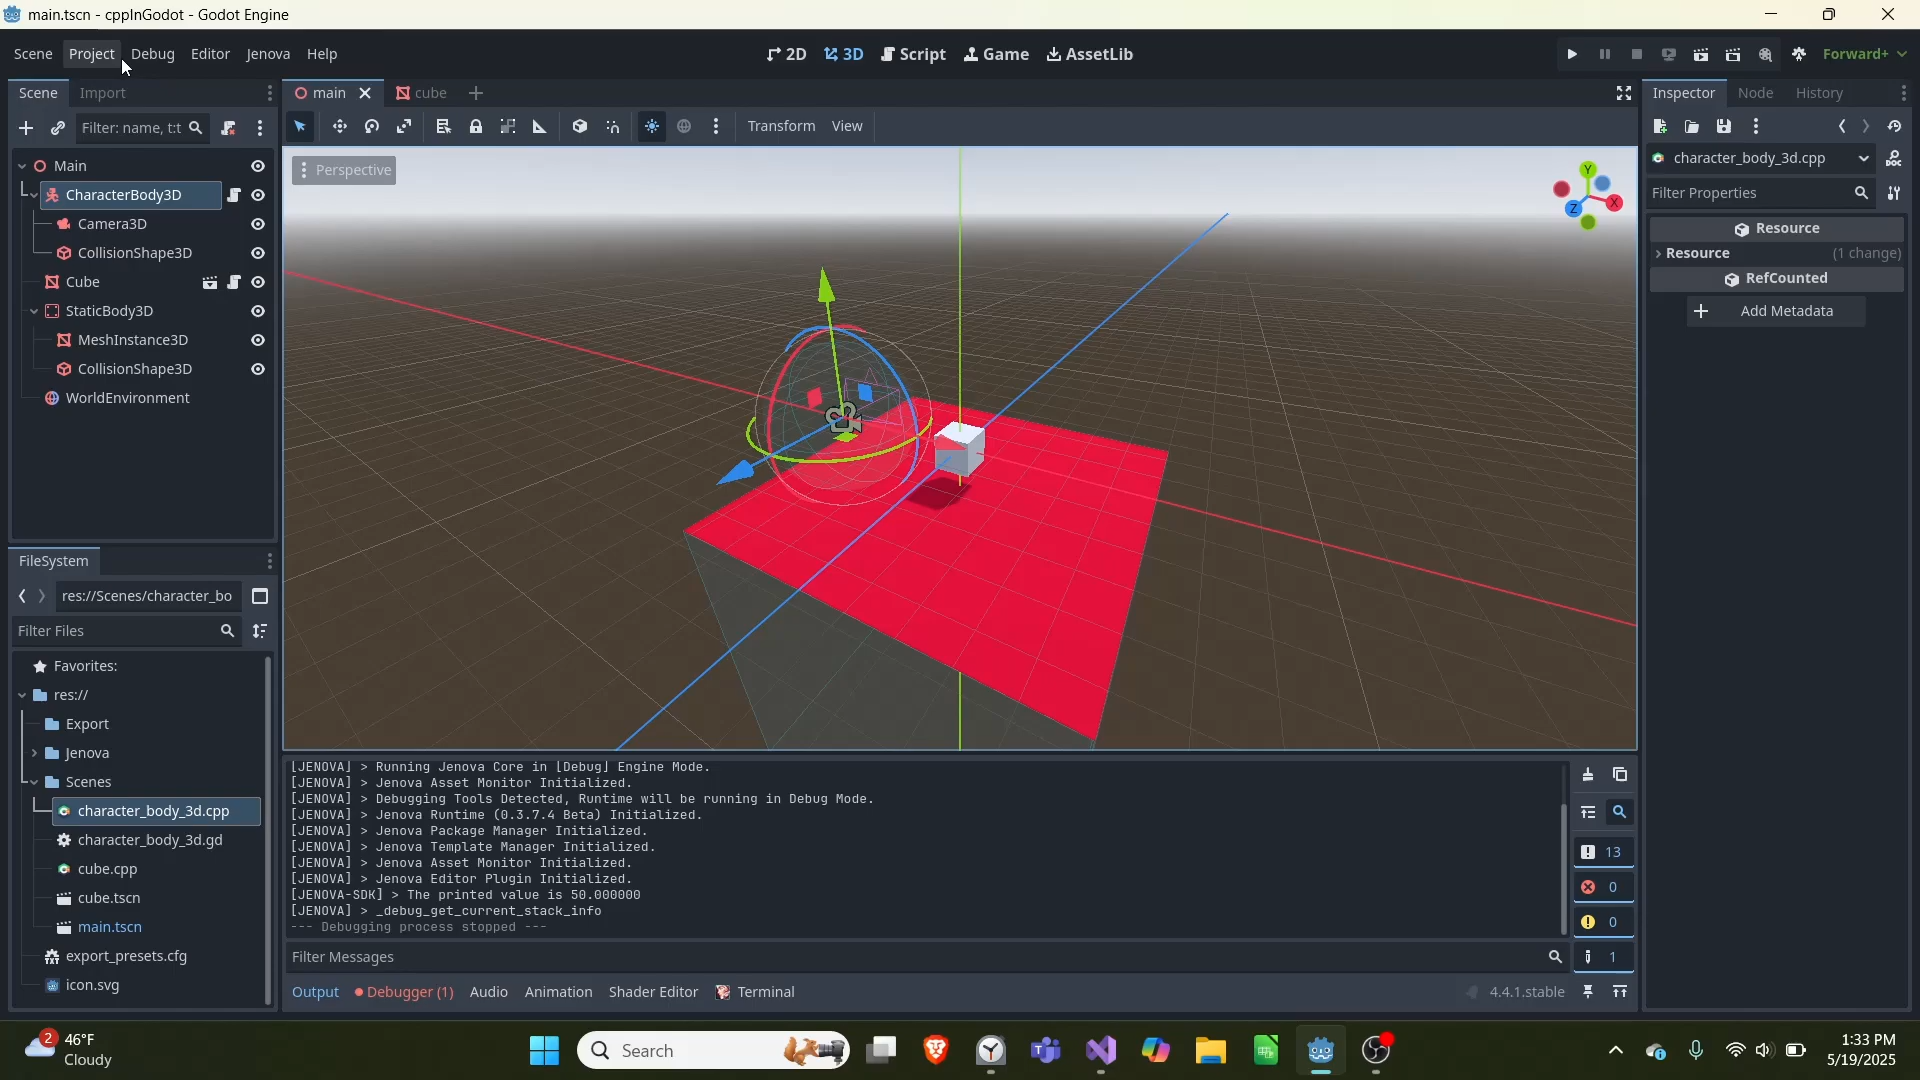 main.tscn - cppInGodot - Godot Engine
Scene Project Debug Editor Jenova Help
2D 3D Script Game AssetLib
Forward+
Scene Import
main cube
Inspector Node History
Filter: name, t:t
Transform View
Perspective
Y
X
Z
character_body_3d.cpp
Filter Properties
Resource
Resource (1 change)
RefCounted
Add Metadata
Main
CharacterBody3D
Camera3D
CollisionShape3D
Cube
StaticBody3D
MeshInstance3D
CollisionShape3D
WorldEnvironment
FileSystem
res://Scenes/character_bo
Filter Files
Favorites:
res://
Export
Jenova
Scenes
character_body_3d.cpp
character_body_3d.gd
cube.cpp
cube.tscn
main.tscn
export_presets.cfg
icon.svg
[JENOVA] > Running Jenova Core in [Debug] Engine Mode.
[JENOVA] > Jenova Asset Monitor Initialized.
[JENOVA] > Debugging Tools Detected, Runtime will be running in Debug Mode.
[JENOVA] > Jenova Runtime (0.3.7.4 Beta) Initialized.
[JENOVA] > Jenova Package Manager Initialized.
[JENOVA] > Jenova Template Manager Initialized.
[JENOVA] > Jenova Asset Monitor Initialized.
[JENOVA] > Jenova Editor Plugin Initialized.
[JENOVA-SDK] > The printed value is 50.000000
[JENOVA] > _debug_get_current_stack_info
--- Debugging process stopped ---
13
0
0
1
Filter Messages
Output Debugger (1) Audio Animation Shader Editor Terminal 4.4.1.stable
2
46°F
Cloudy
Search
1:33 PM
5/19/2025